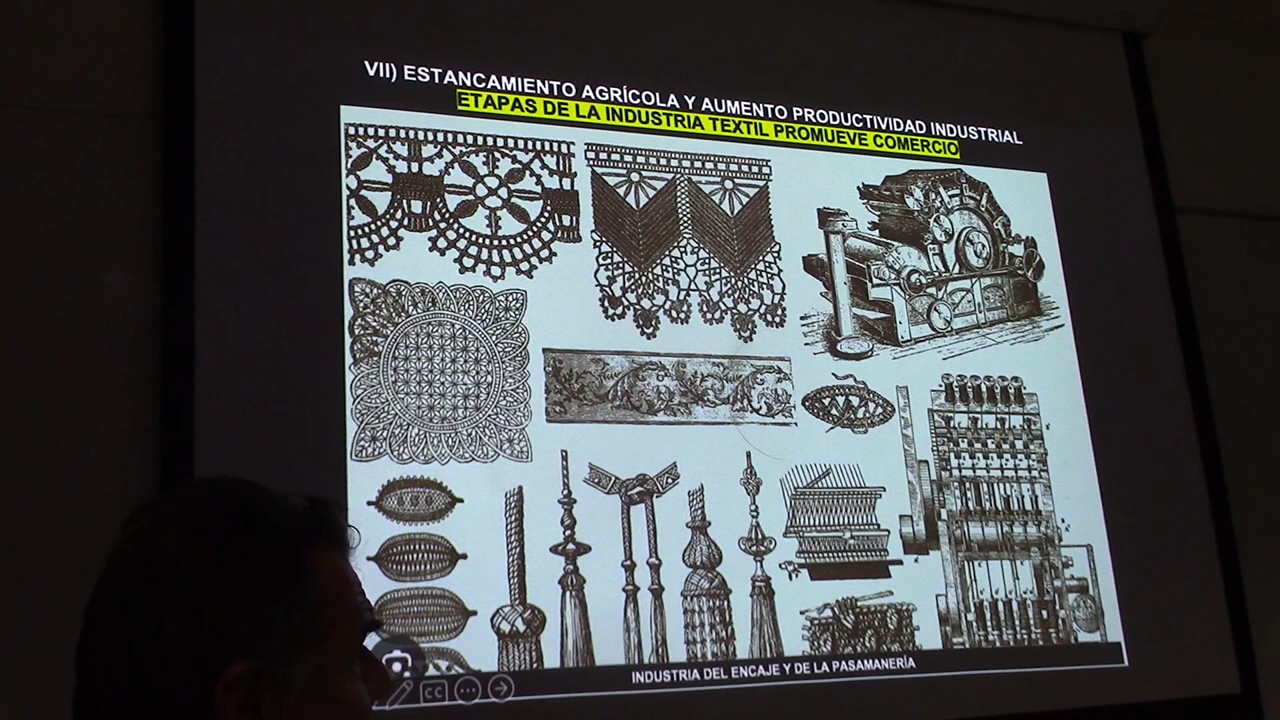 VII) ESTANCAMIENTO AGRÍCOLA Y AUMENTO PRODUCTIVIDAD INDUSTRIAL
ETAPAS DE LA INDUSTRIA TEXTIL PROMUEVE COMERCIO
INDUSTRIA DEL ENCAJE Y DE LA PASAMANERÍA
CC